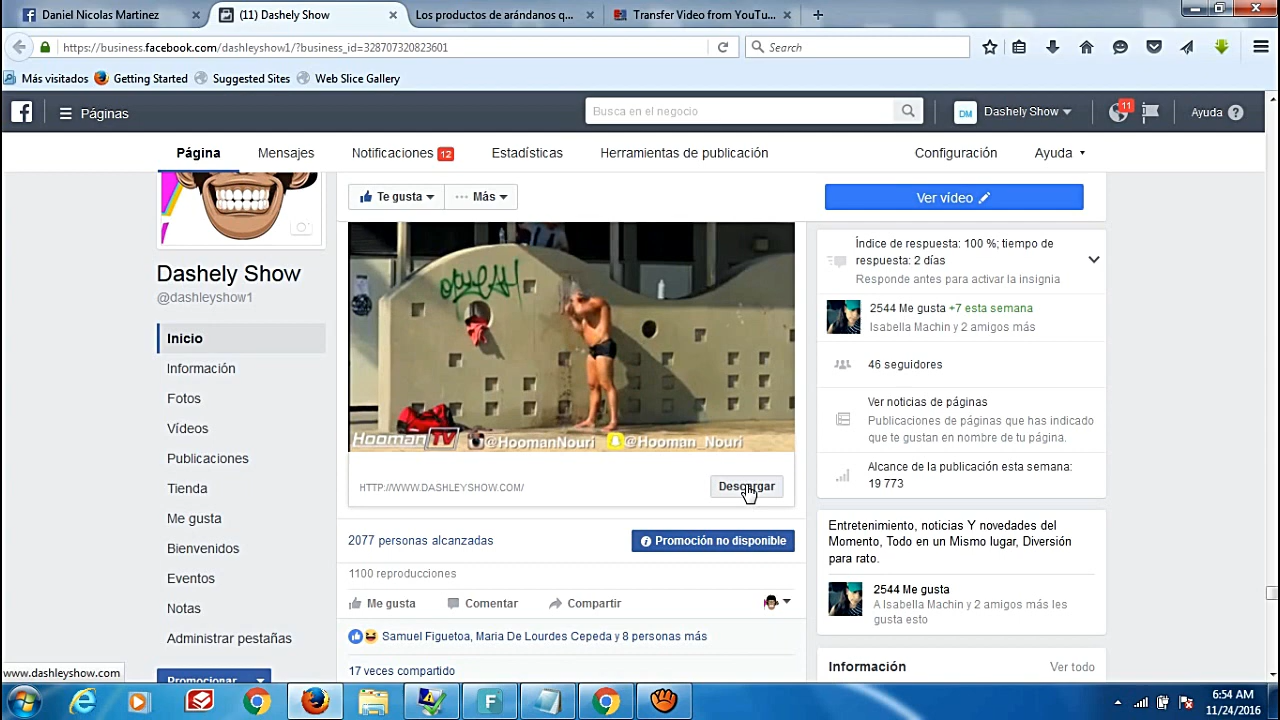 Daniel Nicolas Martinez
(11) Dashely Show
Los productos de arándanos q...
Transfer Video from YouTu...
https://business.facebook.com/dashleyshow1/?business_id=328707320823601
Search
Más visitados
Getting Started
Suggested Sites
Web Slice Gallery
Páginas
Busca en el negocio
DM
Dashely Show
11
Ayuda
Página
Mensajes
Notificaciones 12
Estadísticas
Herramientas de publicación
Configuración
Ayuda
Te gusta
Más
Ver vídeo
Dashely Show
@dashleyshow1
Inicio
Información
Fotos
Vídeos
Publicaciones
Tienda
Me gusta
Bienvenidos
Eventos
Notas
Administrar pestañas
Promocionar
www.dashleyshow.com
Hooman TV
@HoomanNouri
@Hooman_Nouri
HTTP://WWW.DASHLEYSHOW.COM/
Descargar
2077 personas alcanzadas
Promoción no disponible
1100 reproducciones
Me gusta
Comentar
Compartir
Samuel Figuetoa, Maria De Lourdes Cepeda y 8 personas más
17 veces compartido
Índice de respuesta: 100 %; tiempo de
respuesta: 2 días
Responde antes para activar la insignia
2544 Me gusta +7 esta semana
Isabella Machin y 2 amigos más
46 seguidores
Ver noticias de páginas
Publicaciones de páginas que has indicado
que te gustan en nombre de tu página.
Alcance de la publicación esta semana:
19 773
Entretenimiento, noticias Y novedades del
Momento, Todo en un Mismo lugar, Diversión
para rato.
2544 Me gusta
A Isabella Machin y 2 amigos más les
gusta esto
Información
Ver todo
6:54 AM
11/24/2016